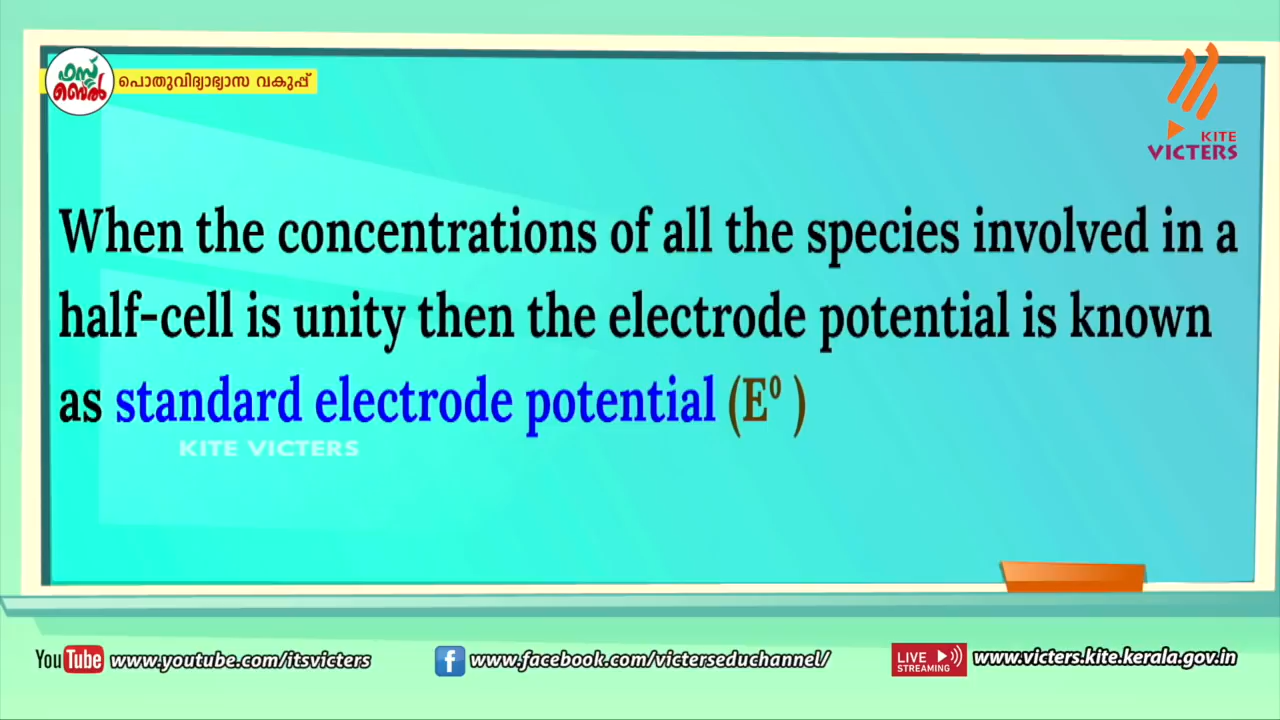 ഫസ്റ്റ്
ബെൽ
പൊതുവിദ്യാഭ്യാസ വകുപ്പ്
KITE
VICTERS
When the concentrations of all the species involved in a
half-cell is unity then the electrode potential is known
as standard electrode potential (E⁰ )
KITE VICTERS
YouTube www.youtube.com/itsvicters
f www.facebook.com/victerseduchannel/
LIVE STREAMING www.victers.kite.kerala.gov.in